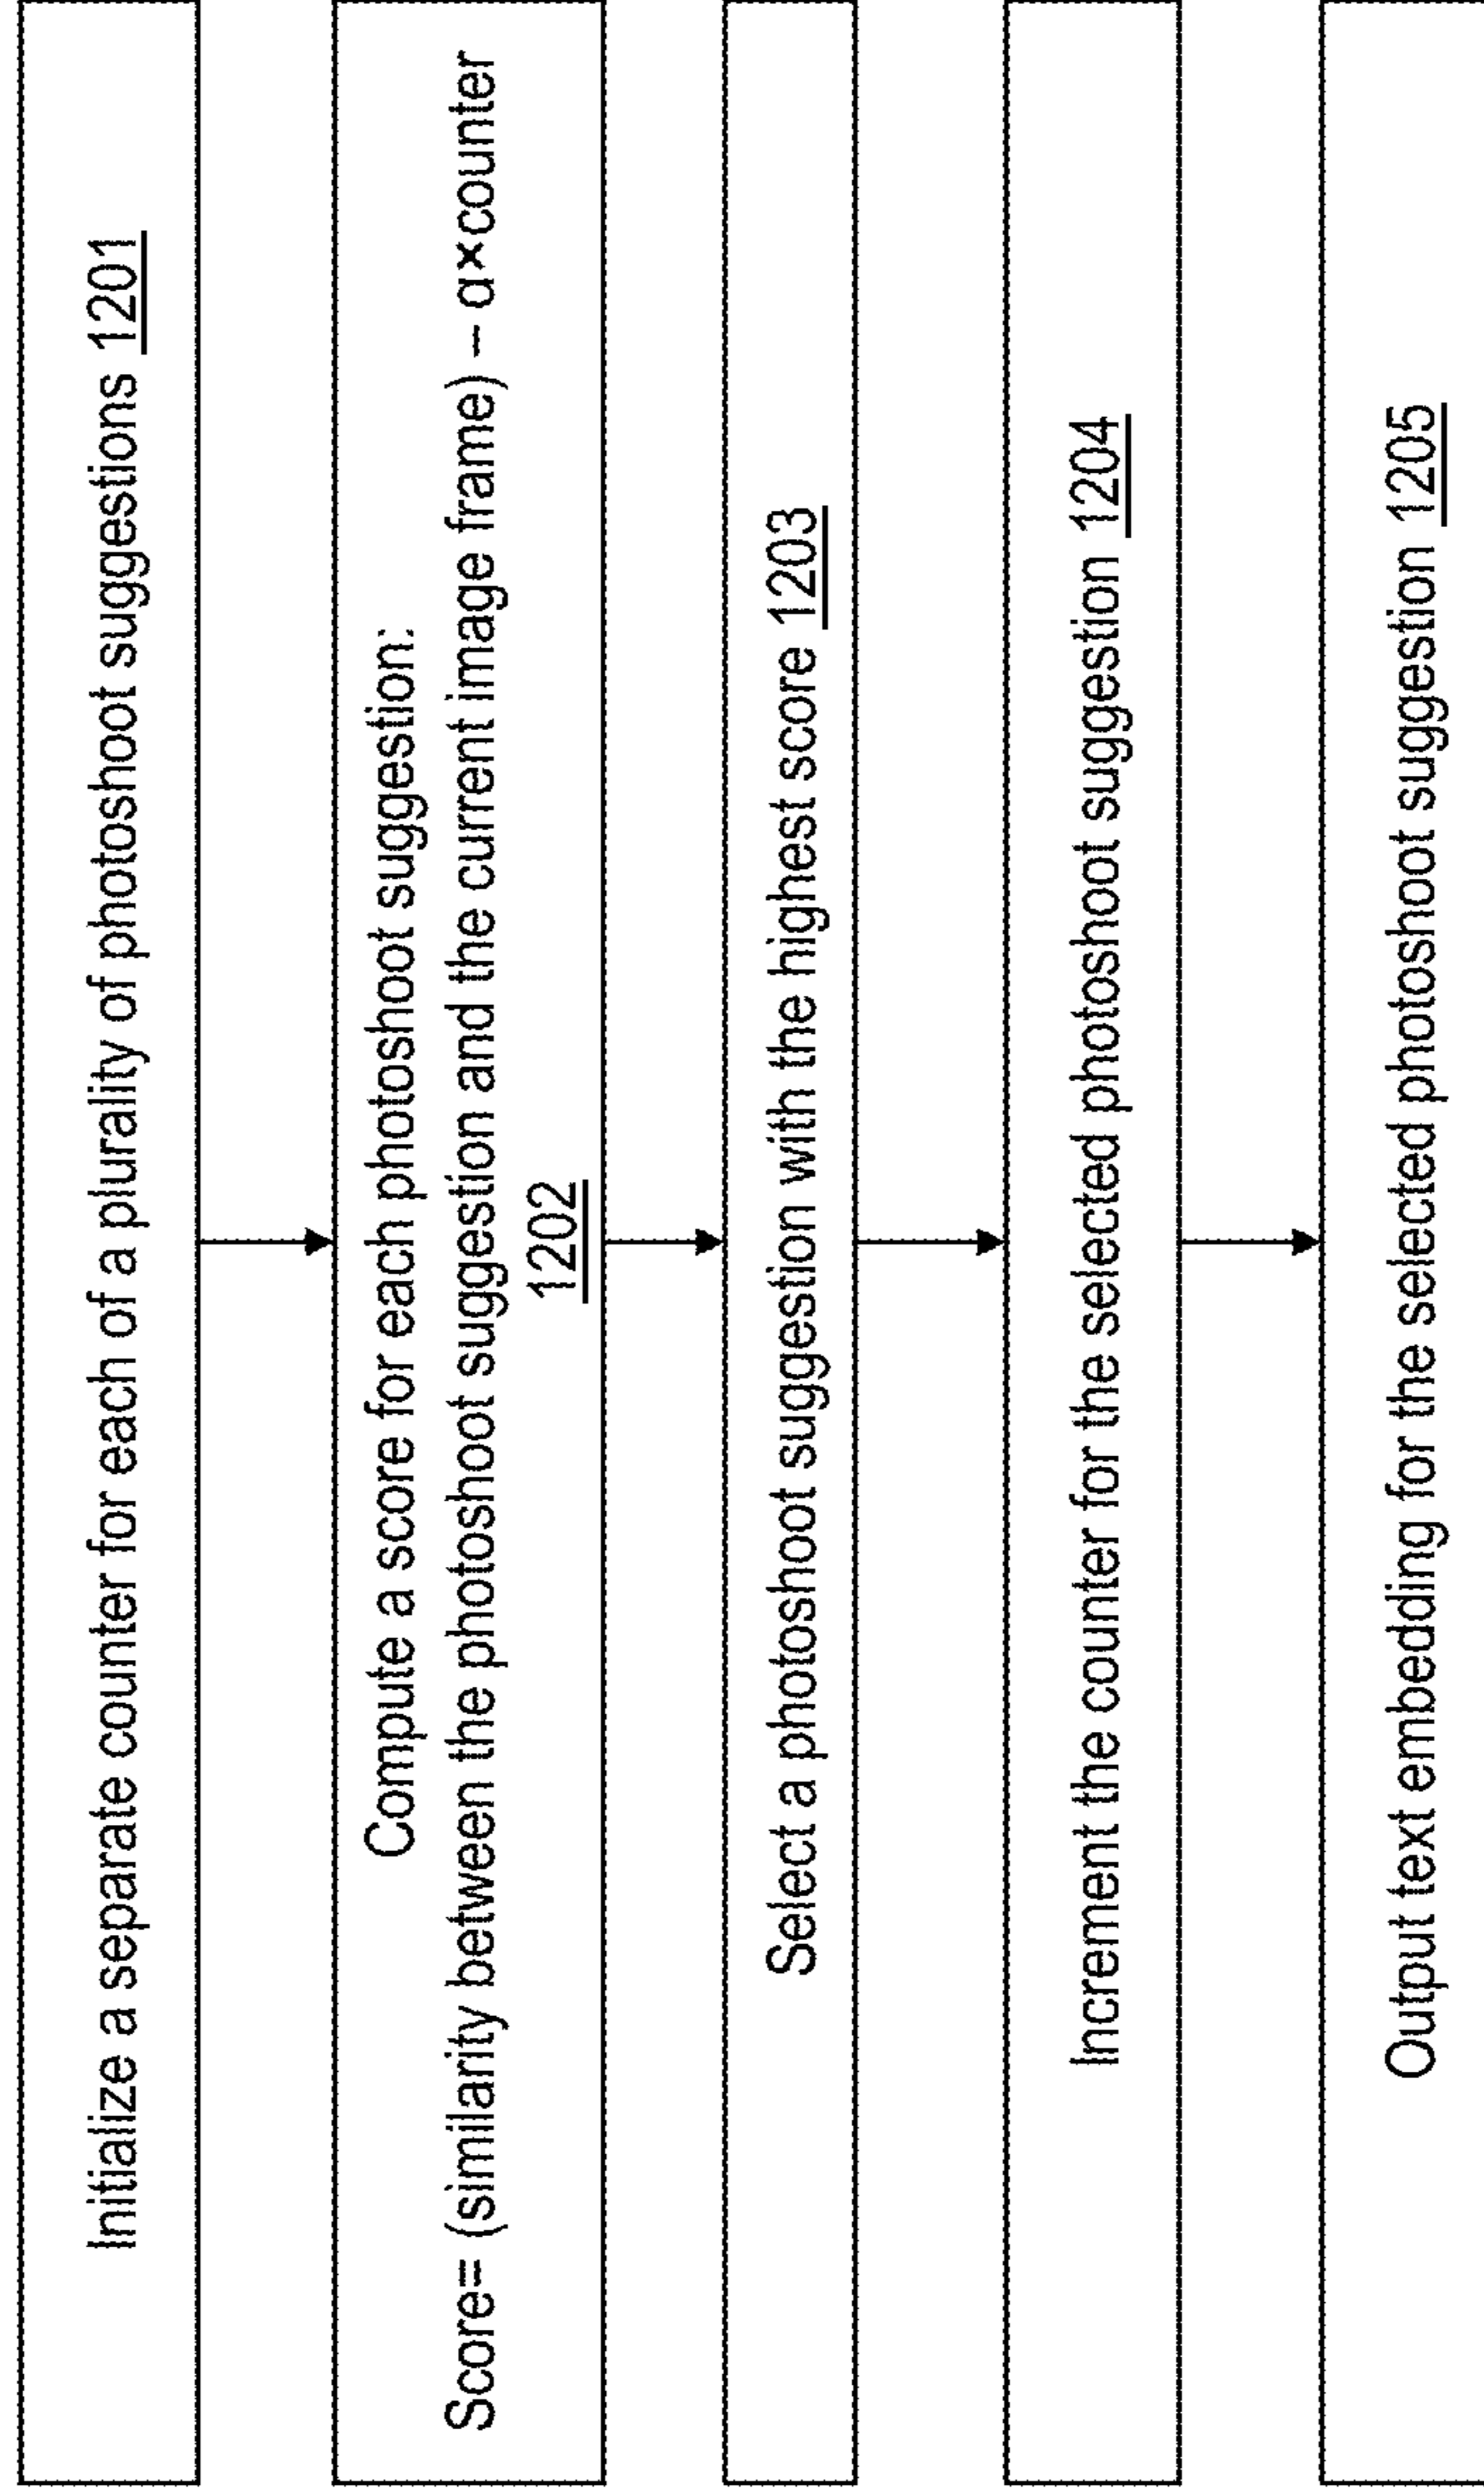 Initialize a separate counter for each of a plurality of photoshoot suggestions 1201
Compute a score for each photoshoot suggestion:
Score= (similarity between the photoshoot suggestion and the current image frame) – α×counter
1202
Select a photoshoot suggestion with the highest score 1203
Increment the counter for the selected photoshoot suggestion 1204
Output text embedding for the selected photoshoot suggestion 1205